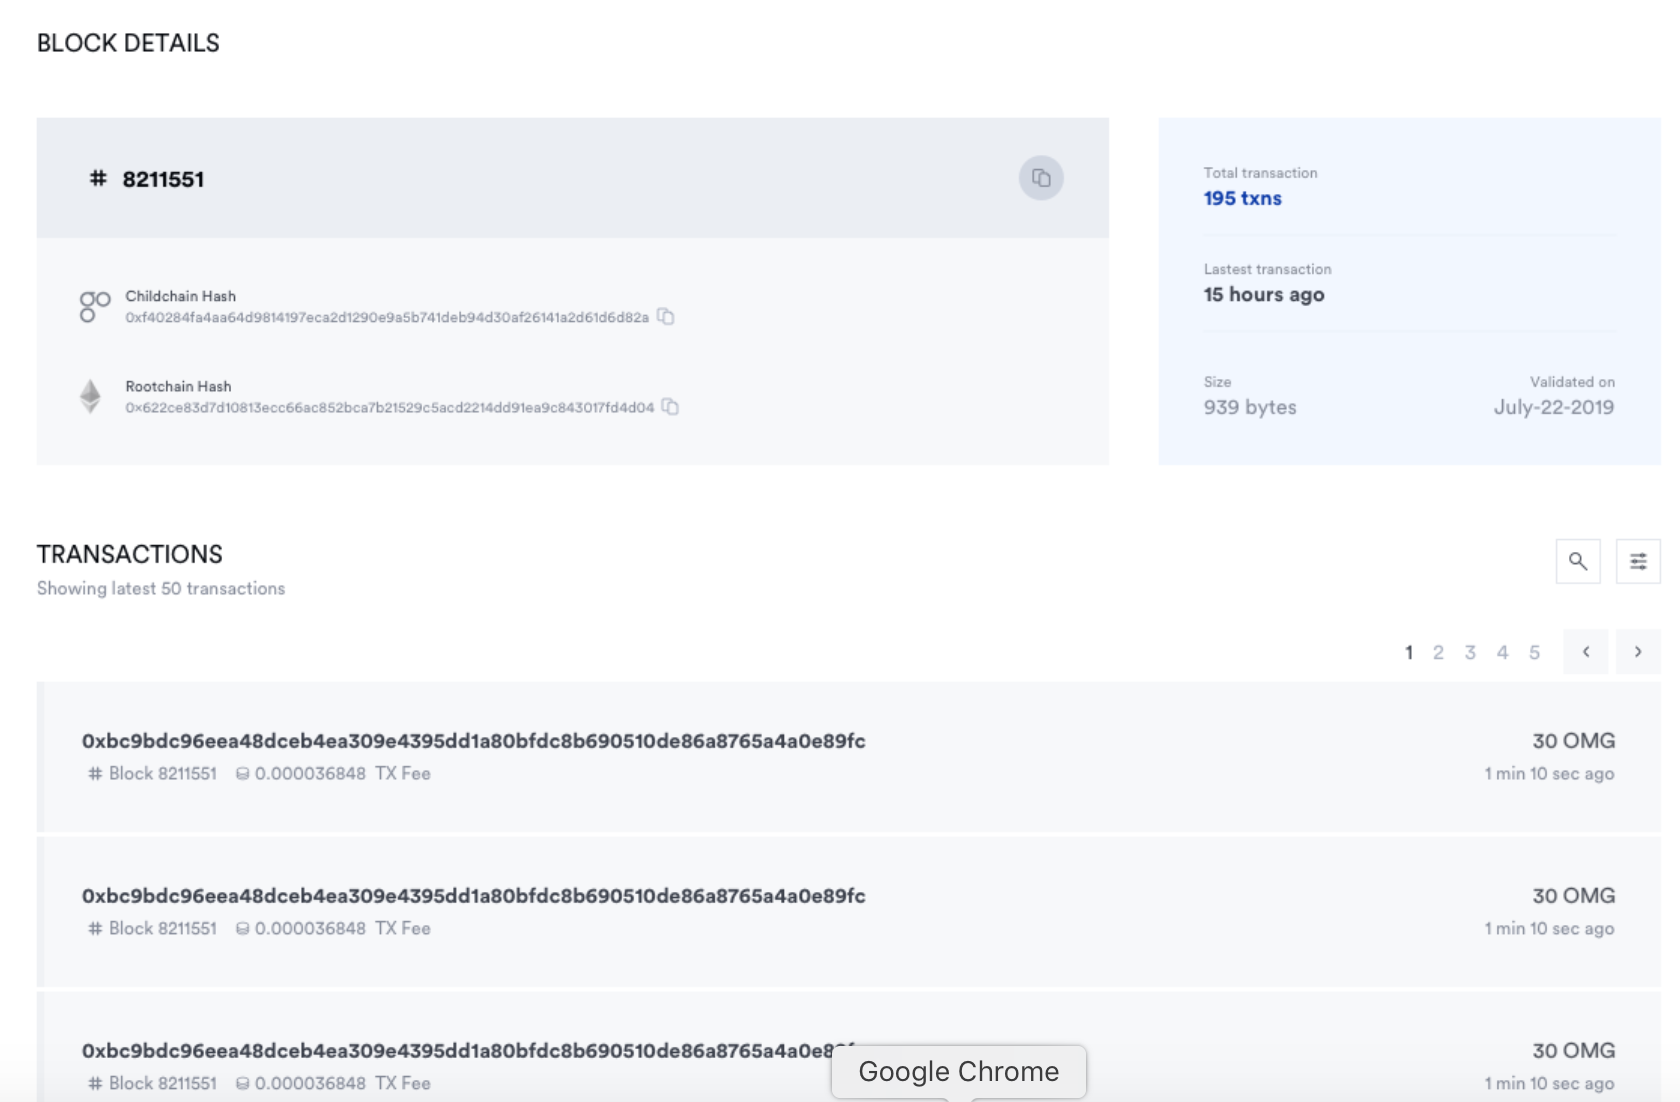 BLOCK DETAILS
# 8211551
Childchain Hash
0xf40284fa4aa64d9814197eca2d1290e9a5b741deb94d30af26141a2d61d6d82a
Rootchain Hash
0x622ce83d7d10813ecc66ac852bca7b21529c5acd2214dd91ea9c843017fd4d04
Total transaction
195 txns
Lastest transaction
15 hours ago
Size
Validated on
939 bytes
July-22-2019
TRANSACTIONS
Showing latest 50 transactions
1 2 3 4 5 < >
0xbc9bdc96eea48dceb4ea309e4395dd1a80bfdc8b690510de86a8765a4a0e89fc
30 OMG
# Block 8211551 0.000036848 TX Fee
1 min 10 sec ago
0xbc9bdc96eea48dceb4ea309e4395dd1a80bfdc8b690510de86a8765a4a0e89fc
30 OMG
# Block 8211551 0.000036848 TX Fee
1 min 10 sec ago
0xbc9bdc96eea48dceb4ea309e4395dd1a80bfdc8b690510de86a8765a4a0e8
30 OMG
# Block 8211551 0.000036848 TX Fee
1 min 10 sec ago
Google Chrome